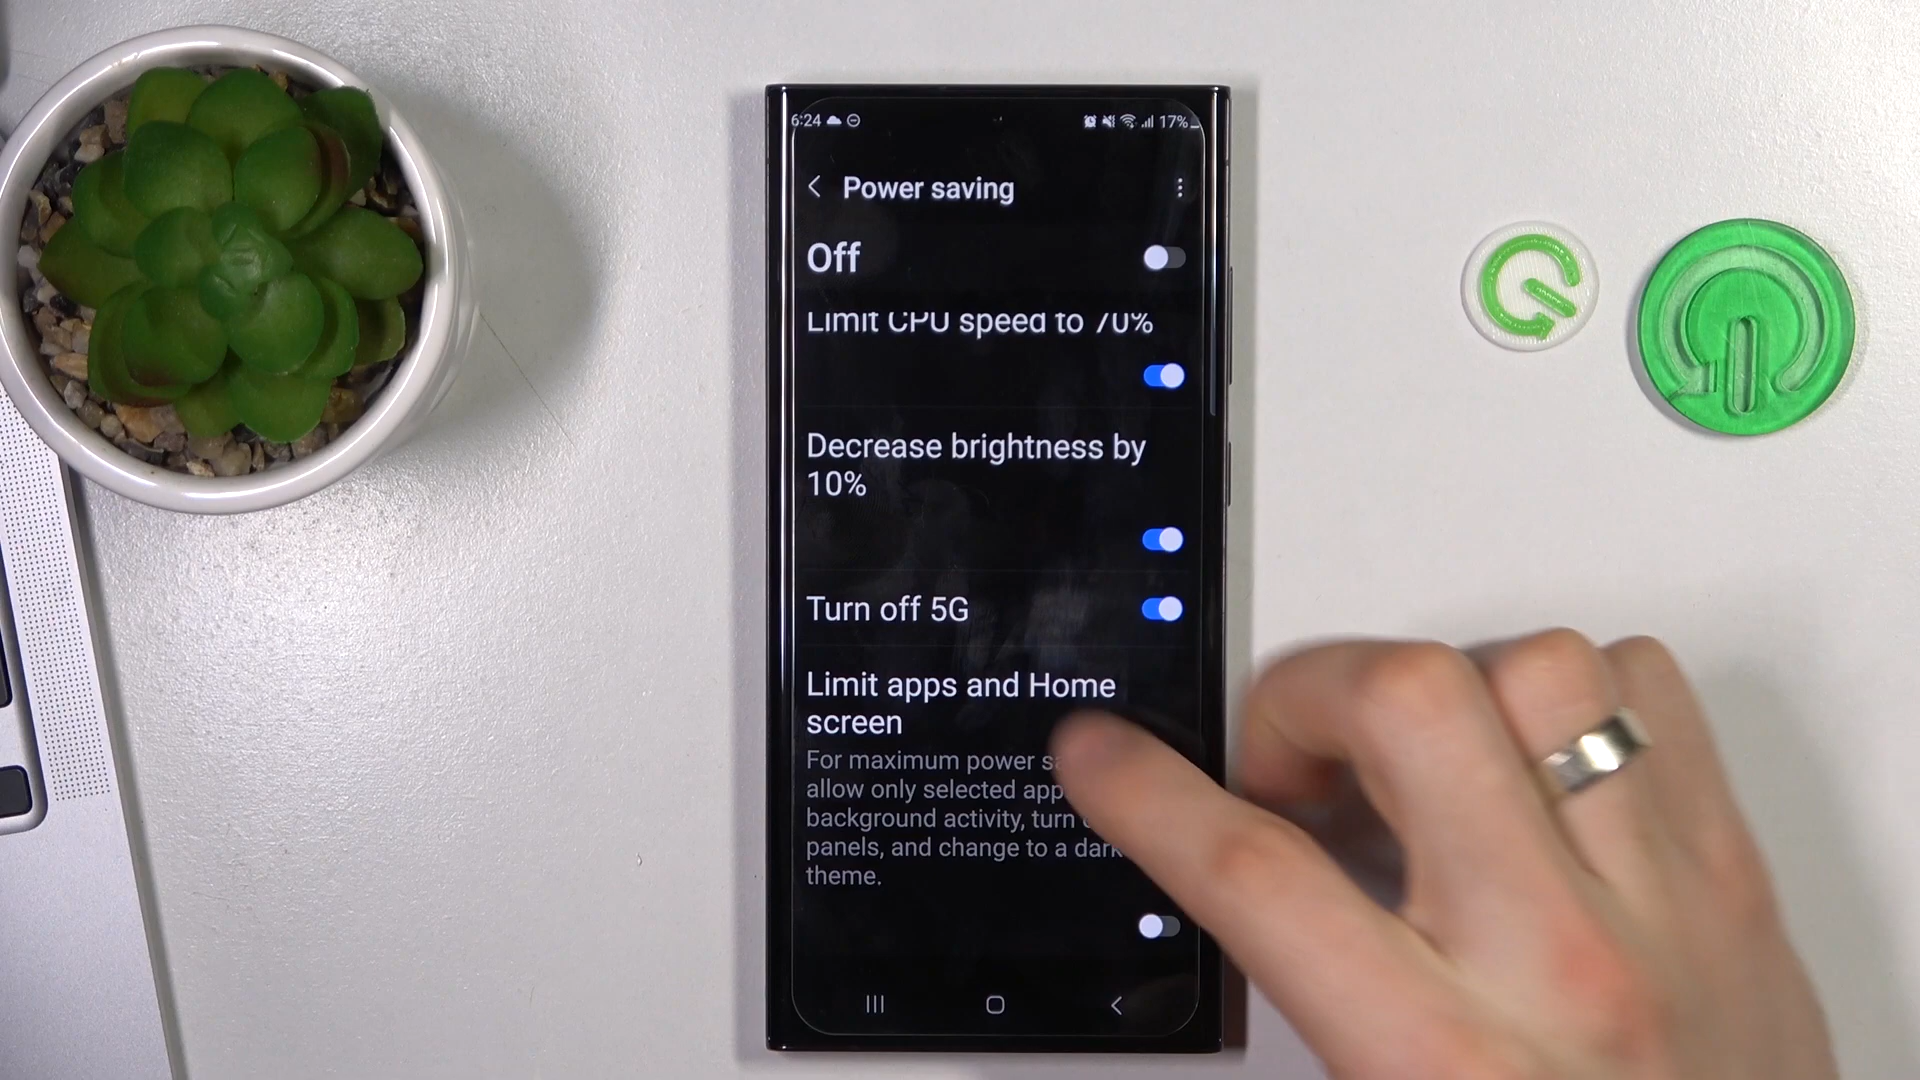 6:24
17%
Power saving
Off
Limit CPU speed to 70%
Decrease brightness by
10%
Turn off 5G
Limit apps and Home
screen
For maximum power
allow only selected
background activity, turn
panels, and change to a dark
theme.